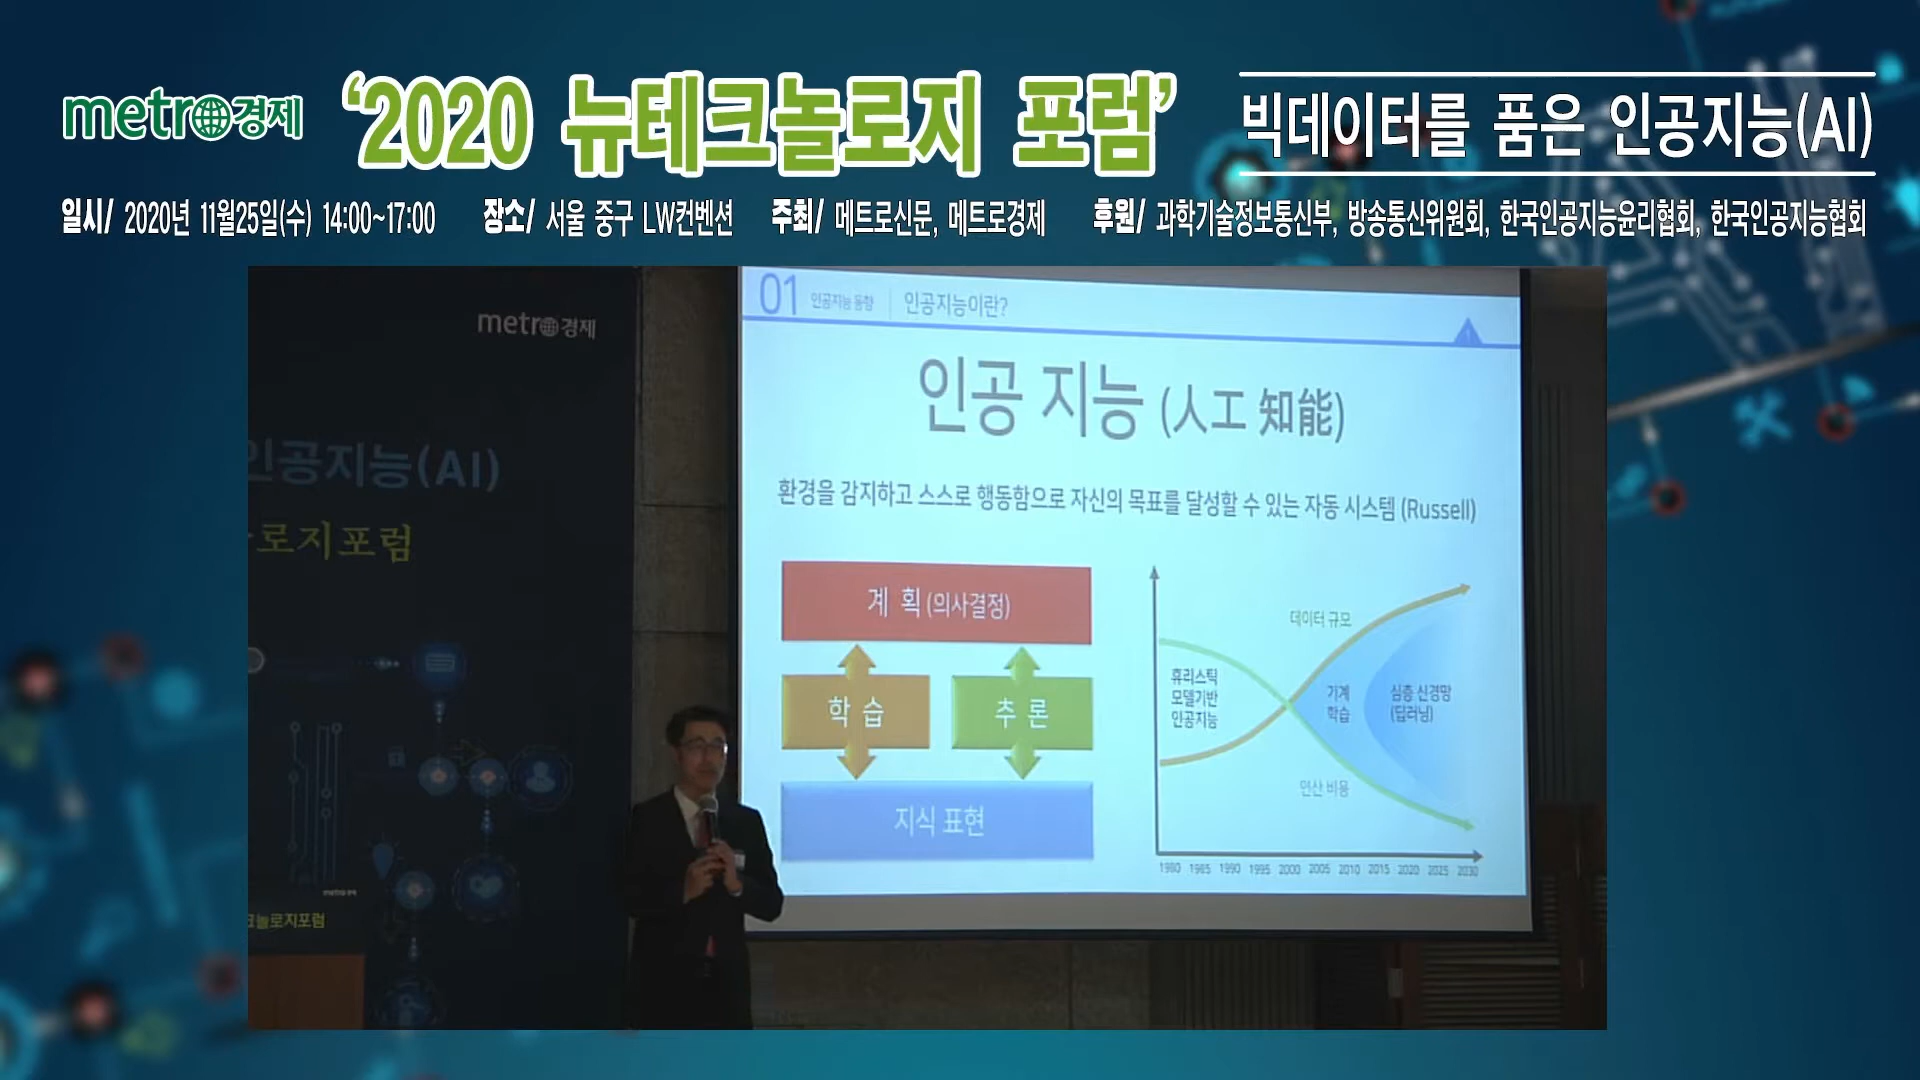 metro경제
‘2020 뉴테크놀로지 포럼’
빅데이터를 품은 인공지능(AI)
일시/ 2020년 11월25일(수) 14:00~17:00
장소/ 서울 중구 LW컨벤션
주최/ 메트로신문, 메트로경제
후원/ 과학기술정보통신부, 방송통신위원회, 한국인공지능윤리협회, 한국인공지능협회
metro경제
인공지능(AI)
로지포럼
metro경제
크놀로지포럼
01 인공지능 동향 인공지능이란?
인공 지능 (人工 知能)
환경을 감지하고 스스로 행동함으로 자신의 목표를 달성할 수 있는 자동 시스템 (Russell)
계 획 (의사결정)
학 습
추 론
지식 표현
데이터 규모
휴리스틱
모델기반
인공지능
기계
학습
심층 신경망
(딥러닝)
연산 비용
1980 1985 1990 1995 2000 2005 2010 2015 2020 2025 2030